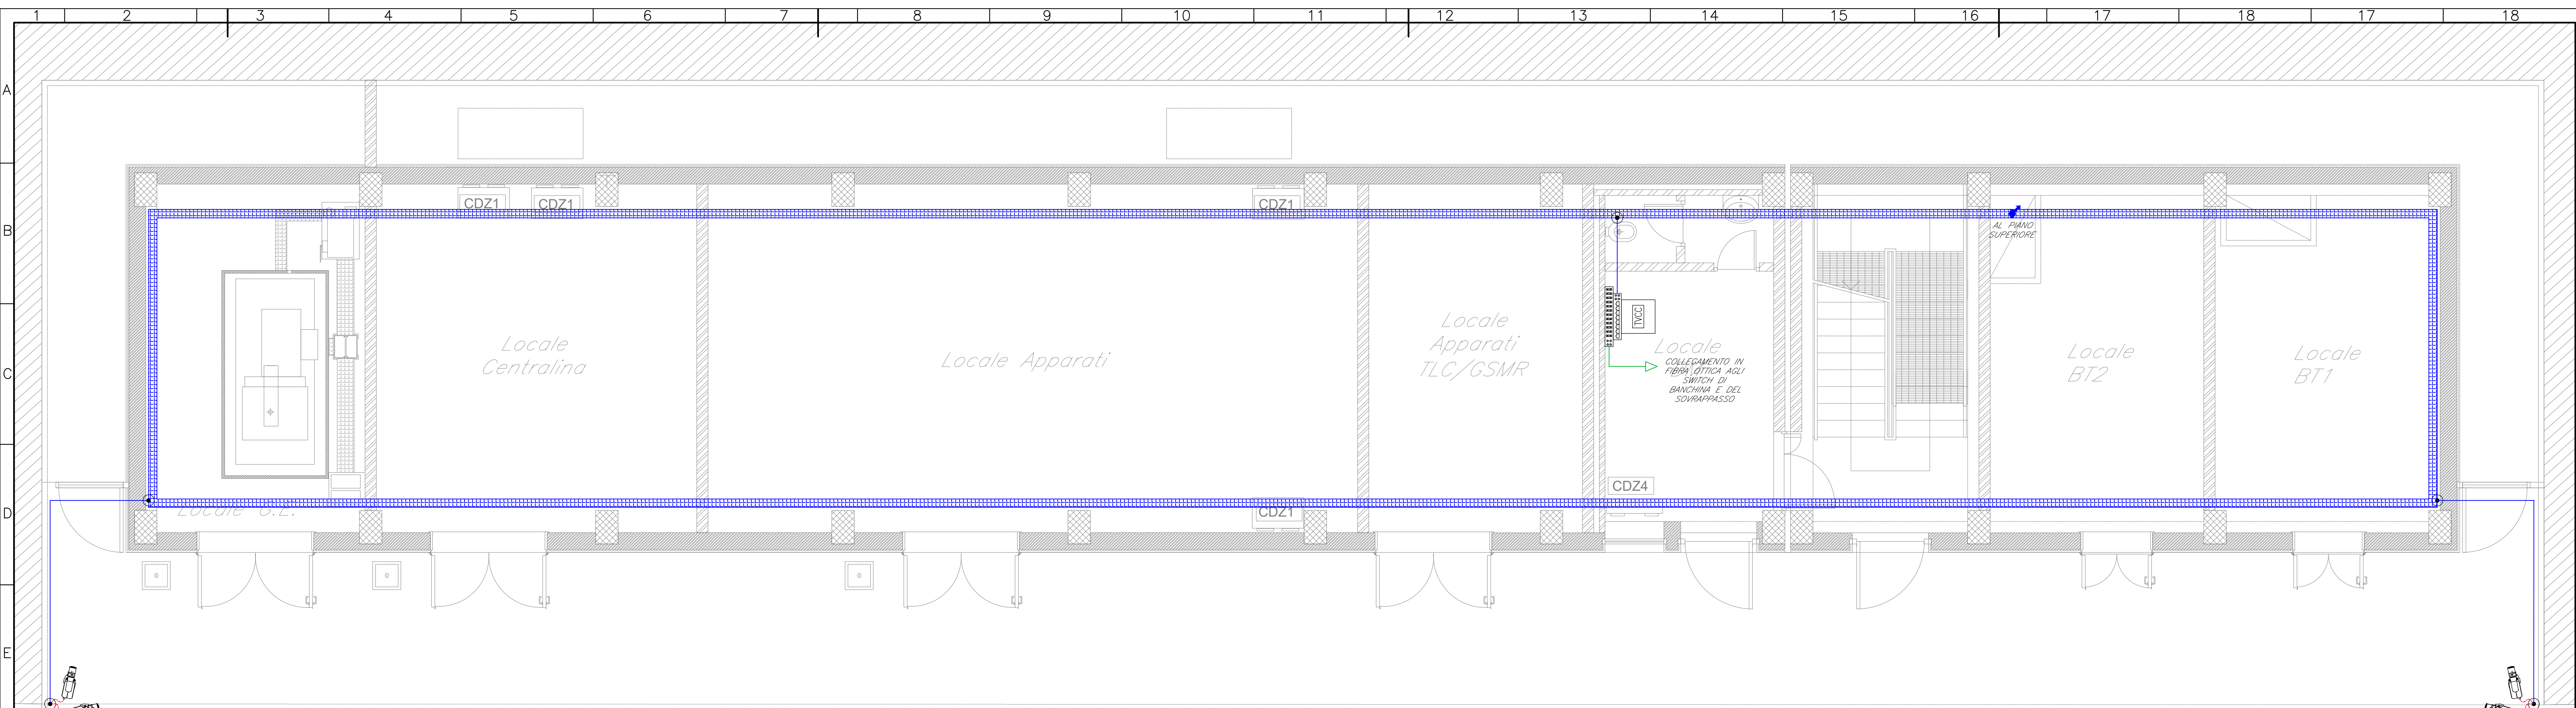 1 2 3 4 5 6 7 8 9 10 11 12 13 14 15 16 17 18 17 18
A
B
C
D
E
CDZ1
CDZ1
CDZ1
AL PIANO
SUPERIORE
Locale
Centralina
Locale Apparati
Locale
Apparati
TLC/GSMR
TVCC
Locale
COLLEGAMENTO IN
FIBRA OTTICA AGLI
SWITCH DI
BANCHINA E DEL
SOVRAPPASSO
Locale
BT2
Locale
BT1
CDZ4
Locale G.E.
CDZ1